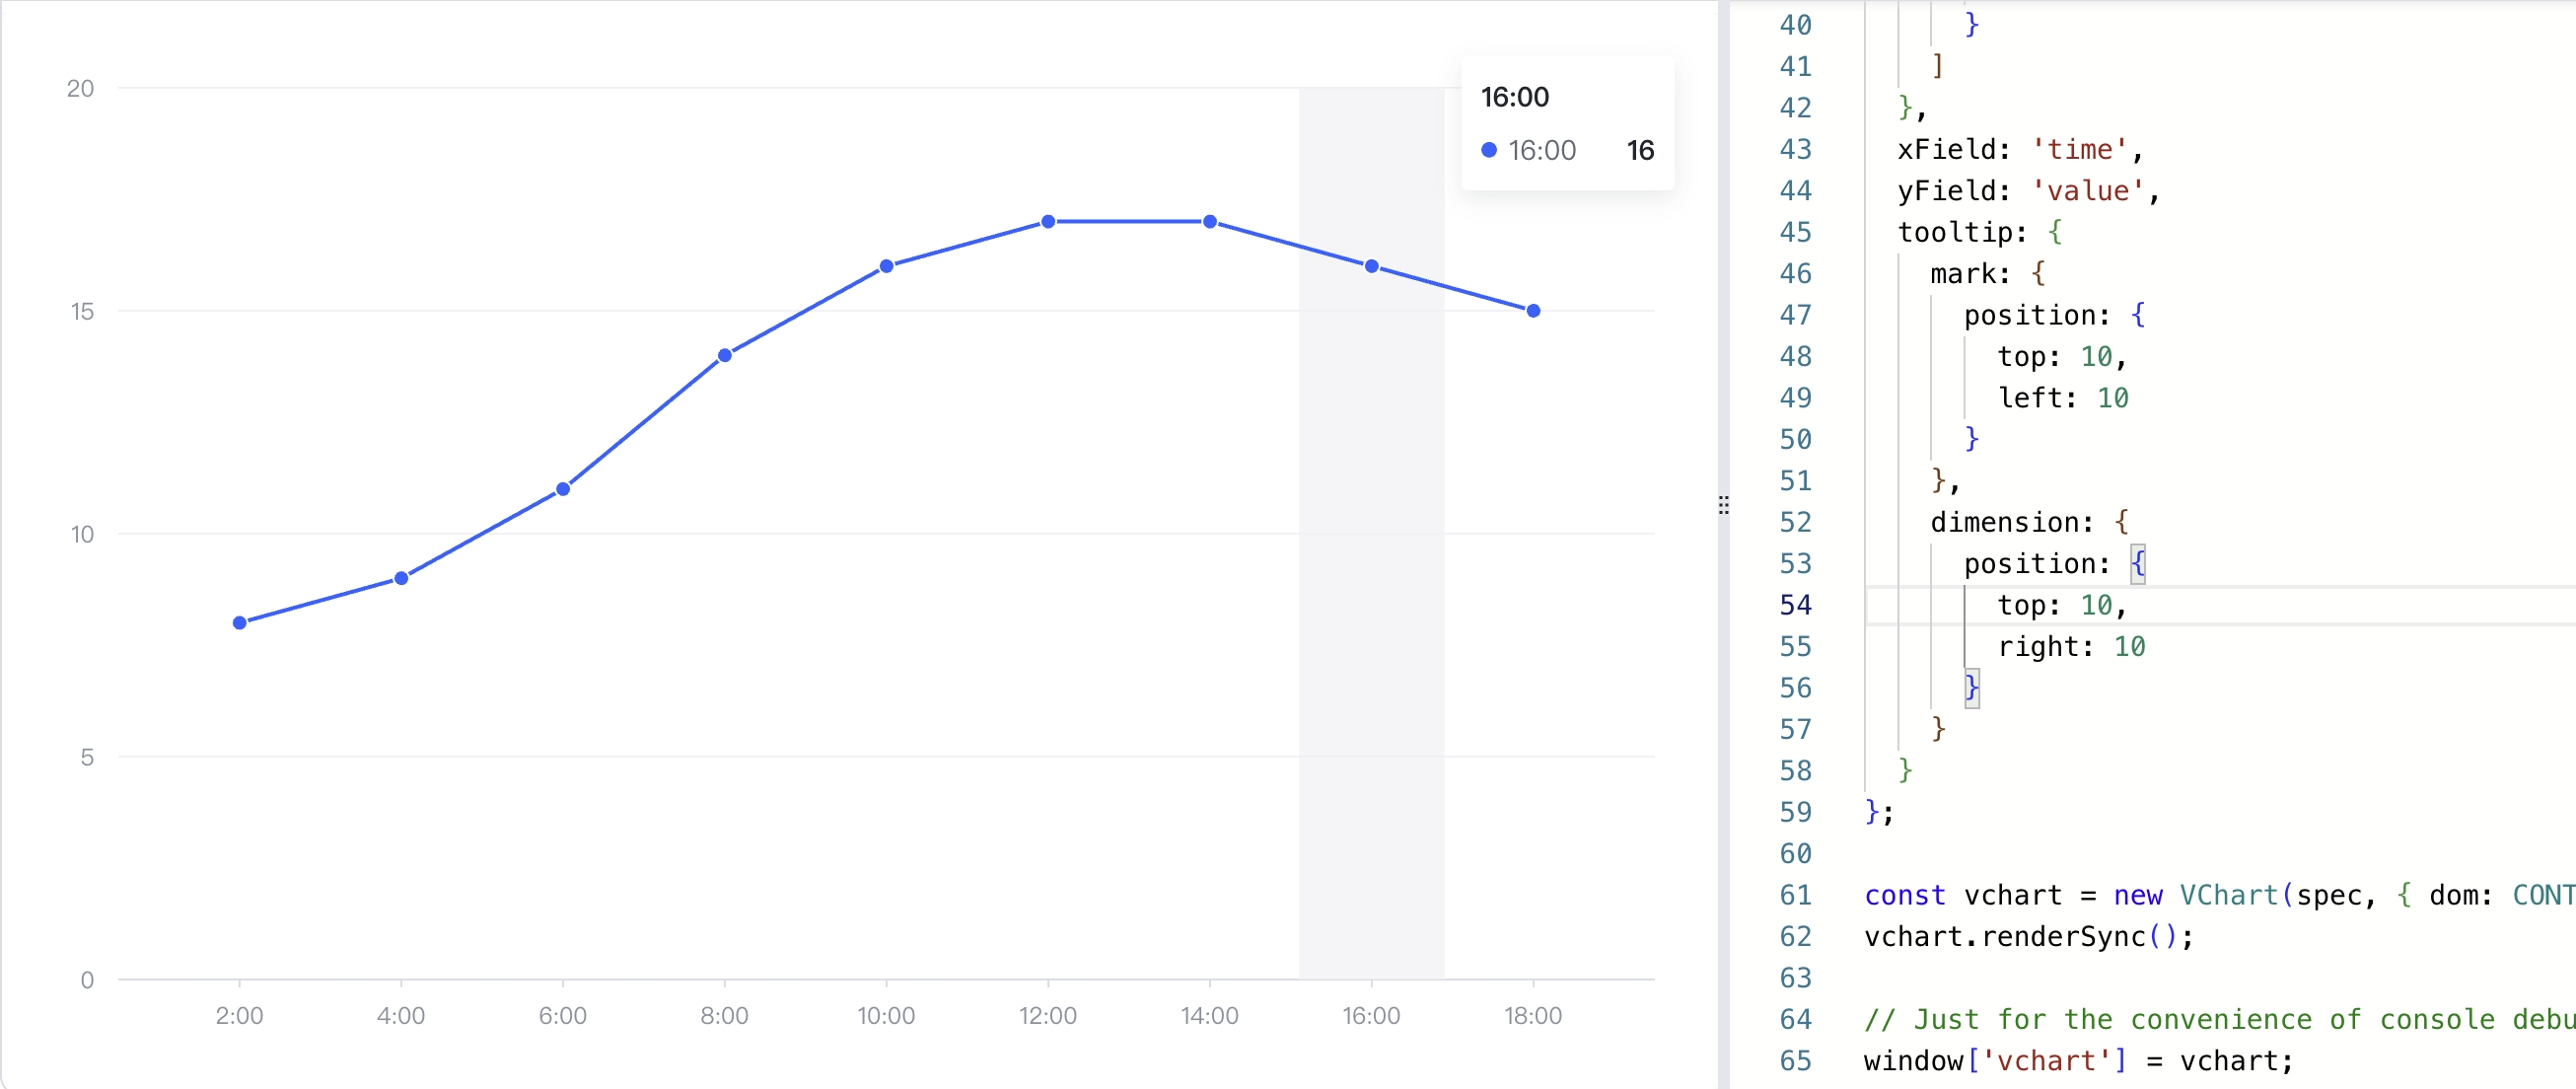 20
15
10
5
0
2:00 4:00 6:00 8:00 10:00 12:00 14:00 16:00 18:00
16:00
16:00 16
40 }
41 ]
42 },
43 xField: 'time',
44 yField: 'value',
45 tooltip: {
46 mark: {
47 position: {
48 top: 10,
49 left: 10
50 }
51 },
52 dimension: {
53 position: {
54 top: 10,
55 right: 10
56 }
57 }
58 }
59 };
60
61 const vchart = new VChart(spec, { dom: CONT
62 vchart.renderSync();
63
64 // Just for the convenience of console debu
65 window['vchart'] = vchart;